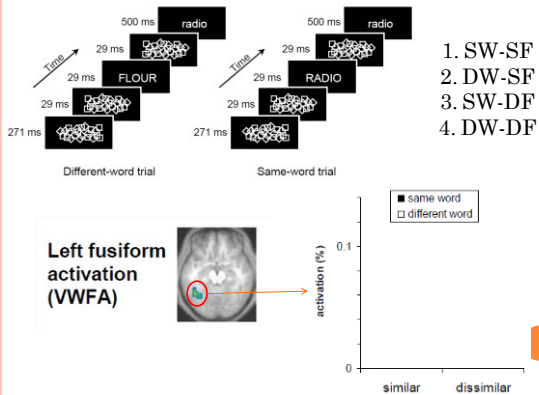 500 ms
radio
29 ms
Time
29 ms
FLOUR
29 ms
271 ms
Different-word trial
500 ms
radio
29 ms
Time
29 ms
RADIO
29 ms
271 ms
Same-word trial
1. SW-SF
2. DW-SF
3. SW-DF
4. DW-DF
Left fusiform
activation
(VWFA)
same word
different word
activation (%)
0.1
0
similar
dissimilar